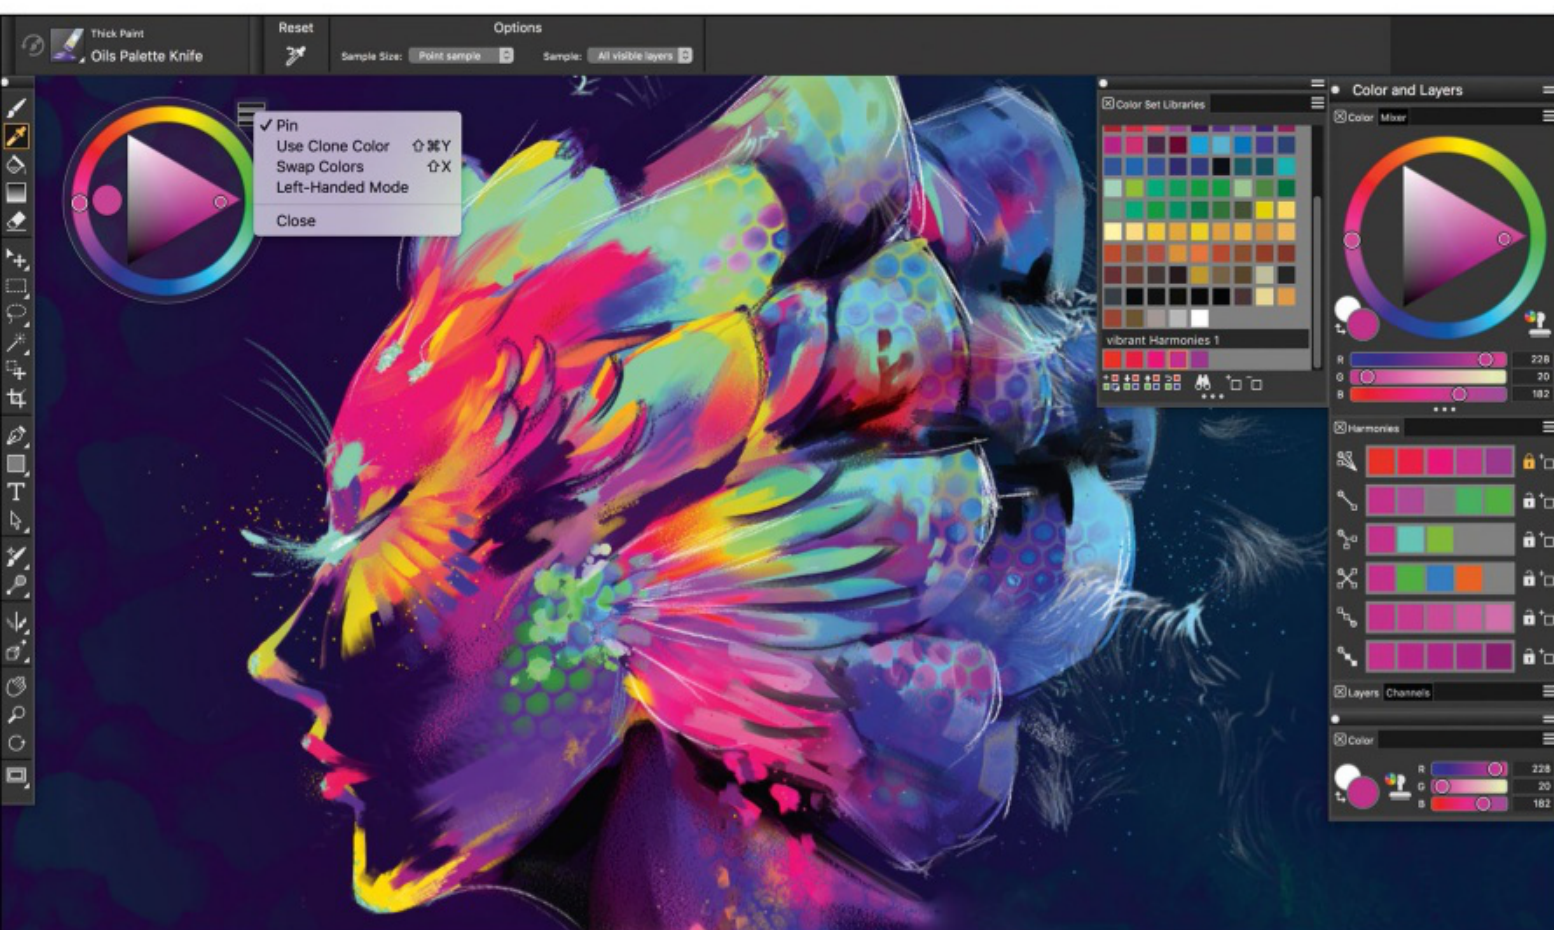 Thick Paint
Oils Palette Knife
Reset
Options
Sample Size: Point sample
Sample: All visible layers
Pin
Use Clone Color ⇧⌘Y
Swap Colors ⇧X
Left-Handed Mode
Close
Color Set Libraries
vibrant Harmonies 1
Color and Layers
Color Mixer
R 228
G 20
B 182
Harmonies
Layers Channels
Color
R 228
G 20
B 182